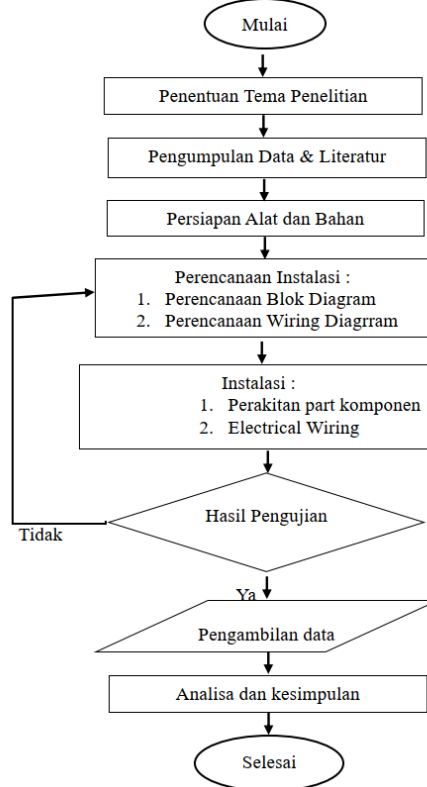 Mulai
Penentuan Tema Penelitian
Pengumpulan Data & Literatur
Persiapan Alat dan Bahan
Perencanaan Instalasi :
1. Perencanaan Blok Diagram
2. Perencanaan Wiring Diagrram
Instalasi :
1. Perakitan part komponen
2. Electrical Wiring
Hasil Pengujian
Tidak
Ya
Pengambilan data
Analisa dan kesimpulan
Selesai